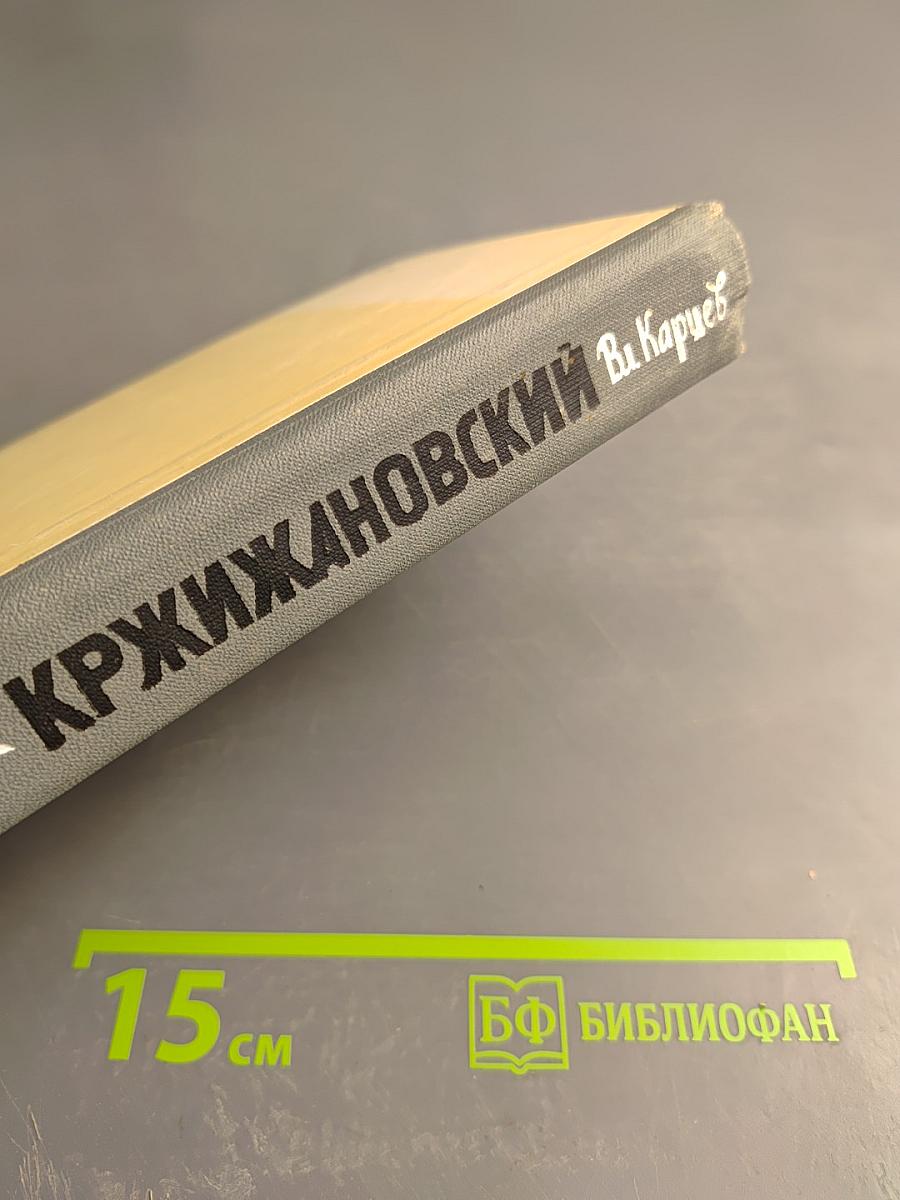 Вл. Карцев
КРЖИЖАНОВСКИЙ
15 см
БФ БИБЛИОФАН